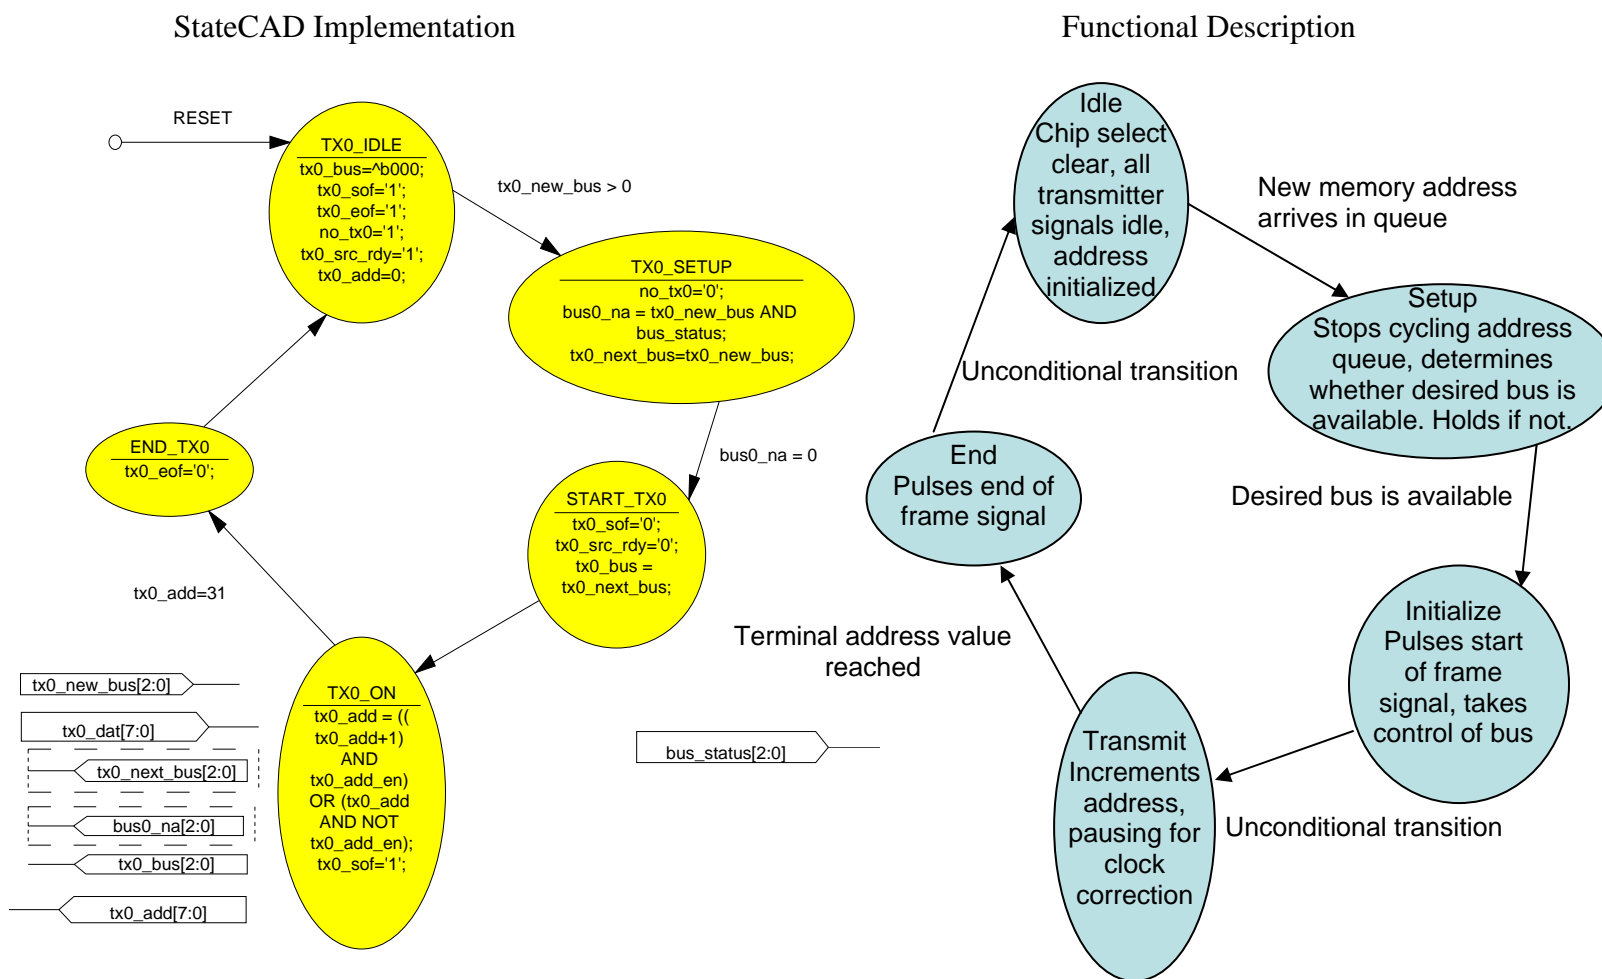 StateCAD Implementation
Functional Description
RESET
TX0_IDLE
tx0_bus=^b000;
tx0_sof='1';
tx0_eof='1';
no_tx0='1';
tx0_src_rdy='1';
tx0_add=0;
tx0_new_bus > 0
TX0_SETUP
no_tx0='0';
bus0_na = tx0_new_bus AND
bus_status;
tx0_next_bus=tx0_new_bus;
bus0_na = 0
START_TX0
tx0_sof='0';
tx0_src_rdy='0';
tx0_bus =
tx0_next_bus;
END_TX0
tx0_eof='0';
tx0_add=31
TX0_ON
tx0_add = ((
tx0_add+1)
AND
tx0_add_en)
OR (tx0_add
AND NOT
tx0_add_en);
tx0_sof='1';
tx0_new_bus[2:0]
tx0_dat[7:0]
tx0_next_bus[2:0]
bus0_na[2:0]
tx0_bus[2:0]
tx0_add[7:0]
bus_status[2:0]
Idle
Chip select
clear, all
transmitter
signals idle,
address
initialized
New memory address
arrives in queue
Setup
Stops cycling address
queue, determines
whether desired bus is
available. Holds if not.
Unconditional transition
Desired bus is available
End
Pulses end of
frame signal
Initialize
Pulses start
of frame
signal, takes
control of bus
Terminal address value
reached
Transmit
Increments
address,
pausing for
clock
correction
Unconditional transition